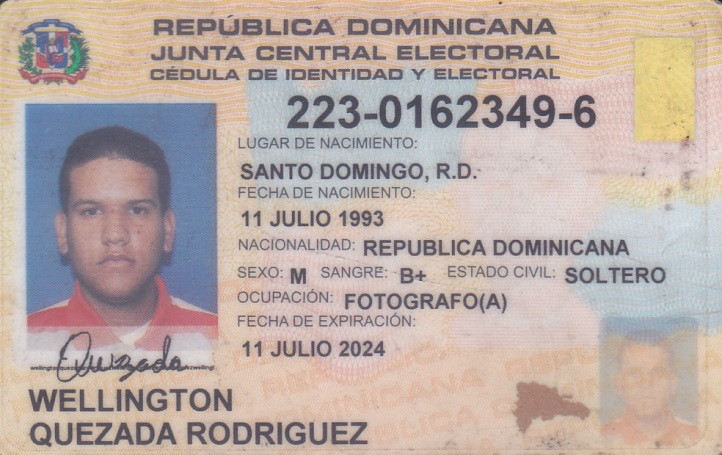 REPÚBLICA DOMINICANA
JUNTA CENTRAL ELECTORAL
CÉDULA DE IDENTIDAD Y ELECTORAL
223-0162349-6
LUGAR DE NACIMIENTO:
SANTO DOMINGO, R.D.
FECHA DE NACIMIENTO:
11 JULIO 1993
NACIONALIDAD: REPUBLICA DOMINICANA
SEXO: M SANGRE: B+ ESTADO CIVIL: SOLTERO
OCUPACIÓN: FOTOGRAFO(A)
FECHA DE EXPIRACIÓN:
11 JULIO 2024
Quezada
WELLINGTON
QUEZADA RODRIGUEZ